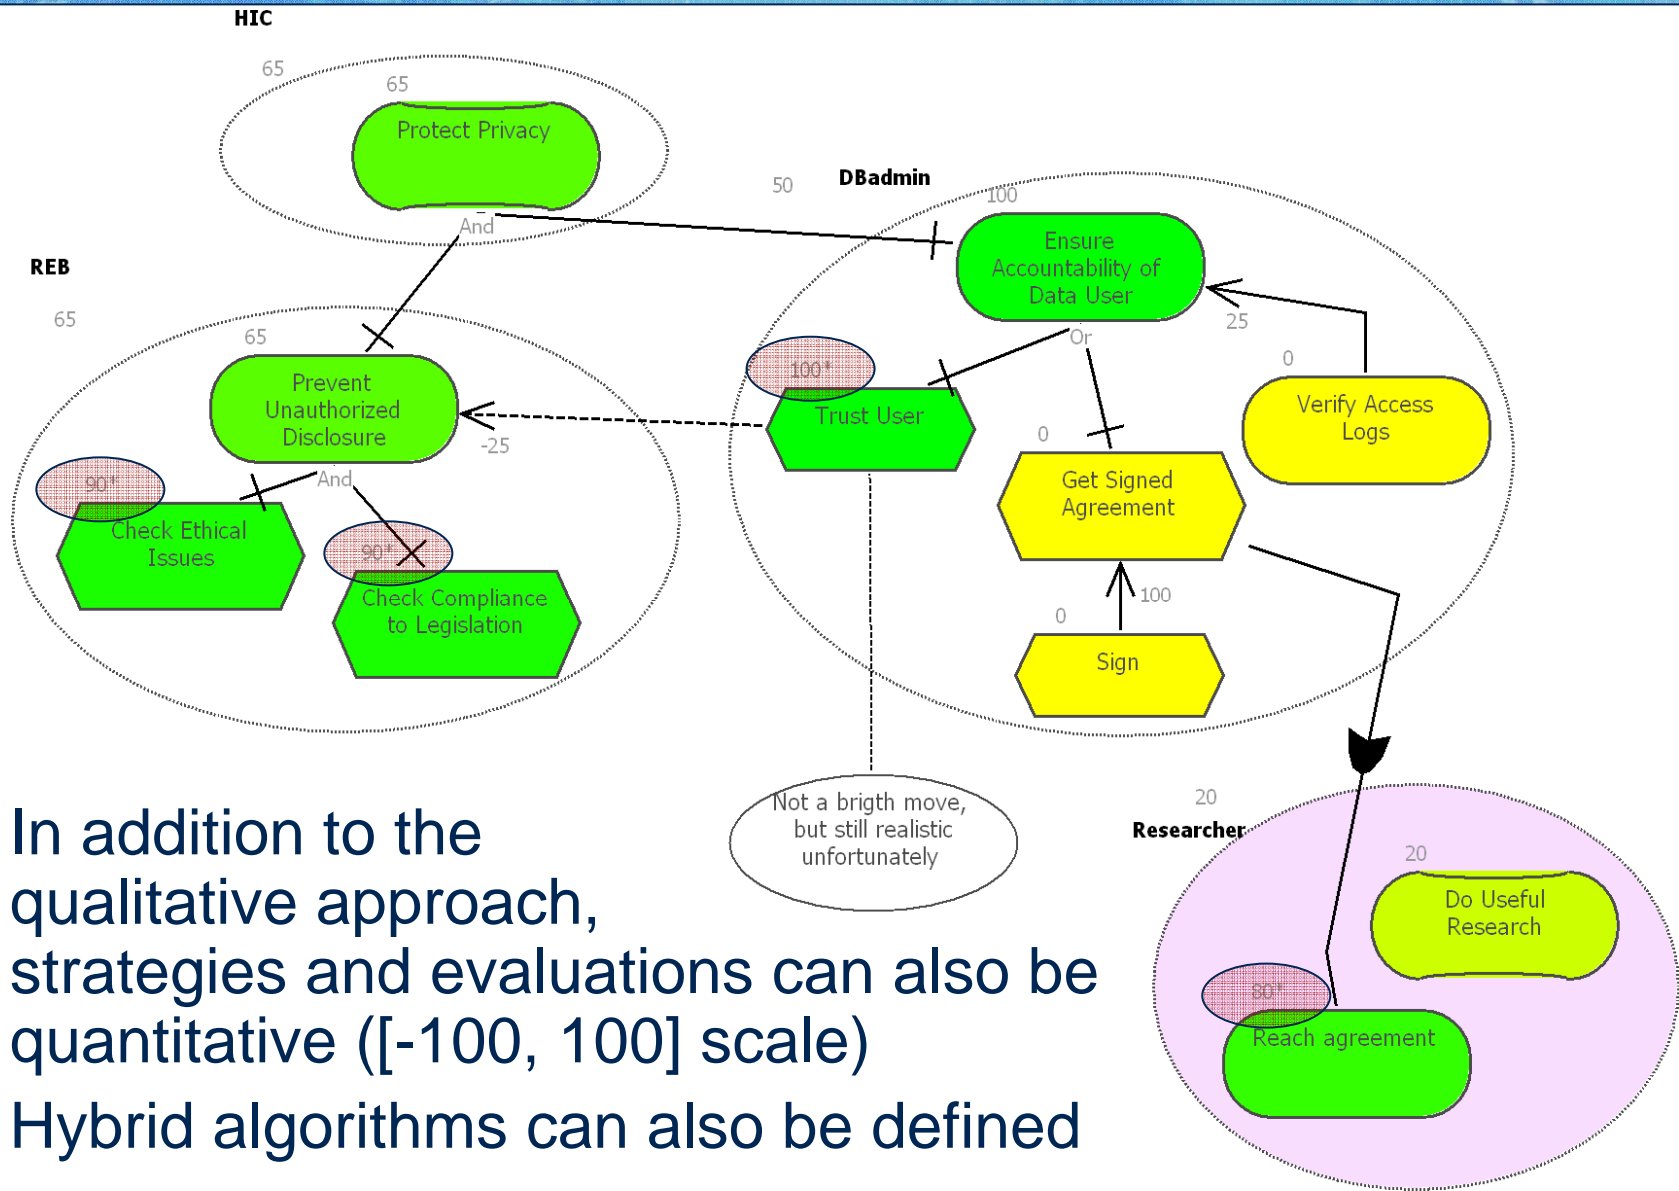 HIC
65
65
Protect Privacy
And
50
DBadmin
100
Ensure
Accountability of
Data User
25
Or
REB
65
65
Prevent
Unauthorized
Disclosure
-25
And
100*
Trust User
0
Verify Access
Logs
0
Get Signed
Agreement
90*
Check Ethical
Issues
90*
Check Compliance
to Legislation
100
0
Sign
Not a brigth move,
but still realistic
unfortunately
20
Researcher
20
Do Useful
Research
80*
Reach agreement
In addition to the
qualitative approach,
strategies and evaluations can also be
quantitative ([-100, 100] scale)
Hybrid algorithms can also be defined